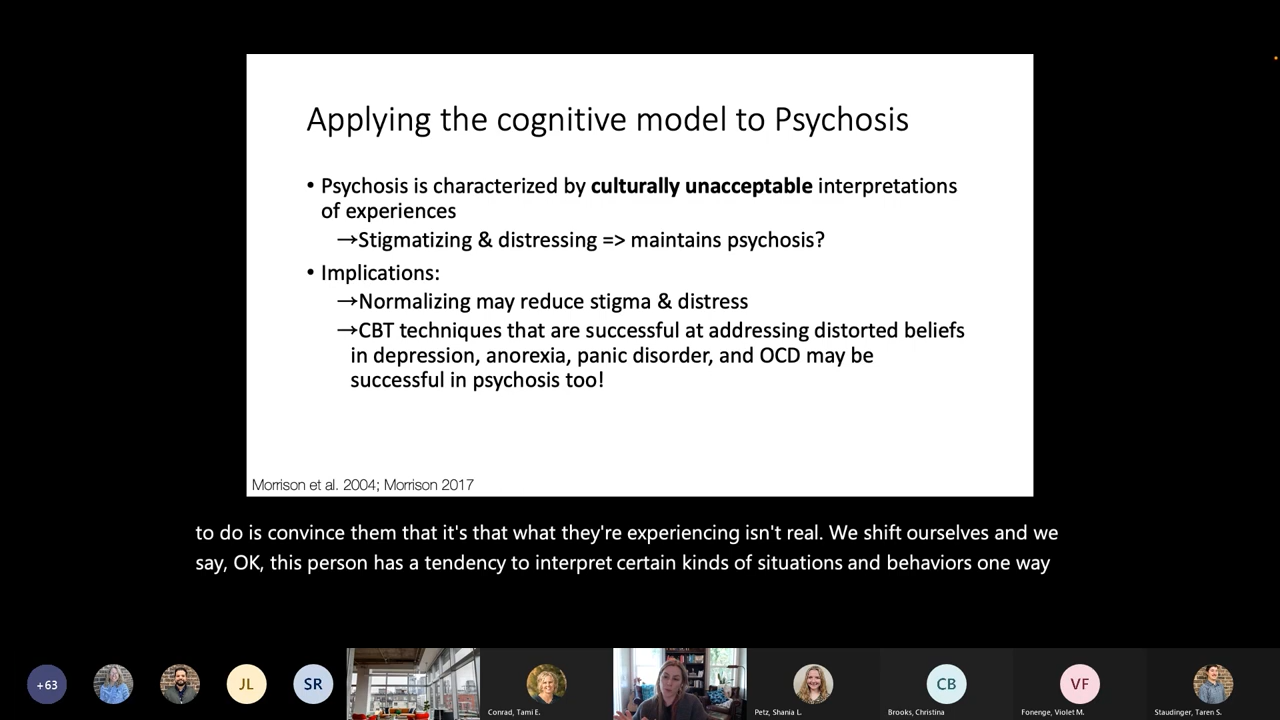 Applying the cognitive model to Psychosis
• Psychosis is characterized by culturally unacceptable interpretations
of experiences
→Stigmatizing & distressing => maintains psychosis?
• Implications:
→Normalizing may reduce stigma & distress
→CBT techniques that are successful at addressing distorted beliefs
in depression, anorexia, panic disorder, and OCD may be
successful in psychosis too!
Morrison et al. 2004; Morrison 2017
to do is convince them that it's that what they're experiencing isn't real. We shift ourselves and we
say, OK, this person has a tendency to interpret certain kinds of situations and behaviors one way
+63
JL
SR
Conrad, Tami E.
Petz, Shania L.
CB
Brooks, Christina
VF
Fonenge, Violet M.
Staudinger, Taren S.